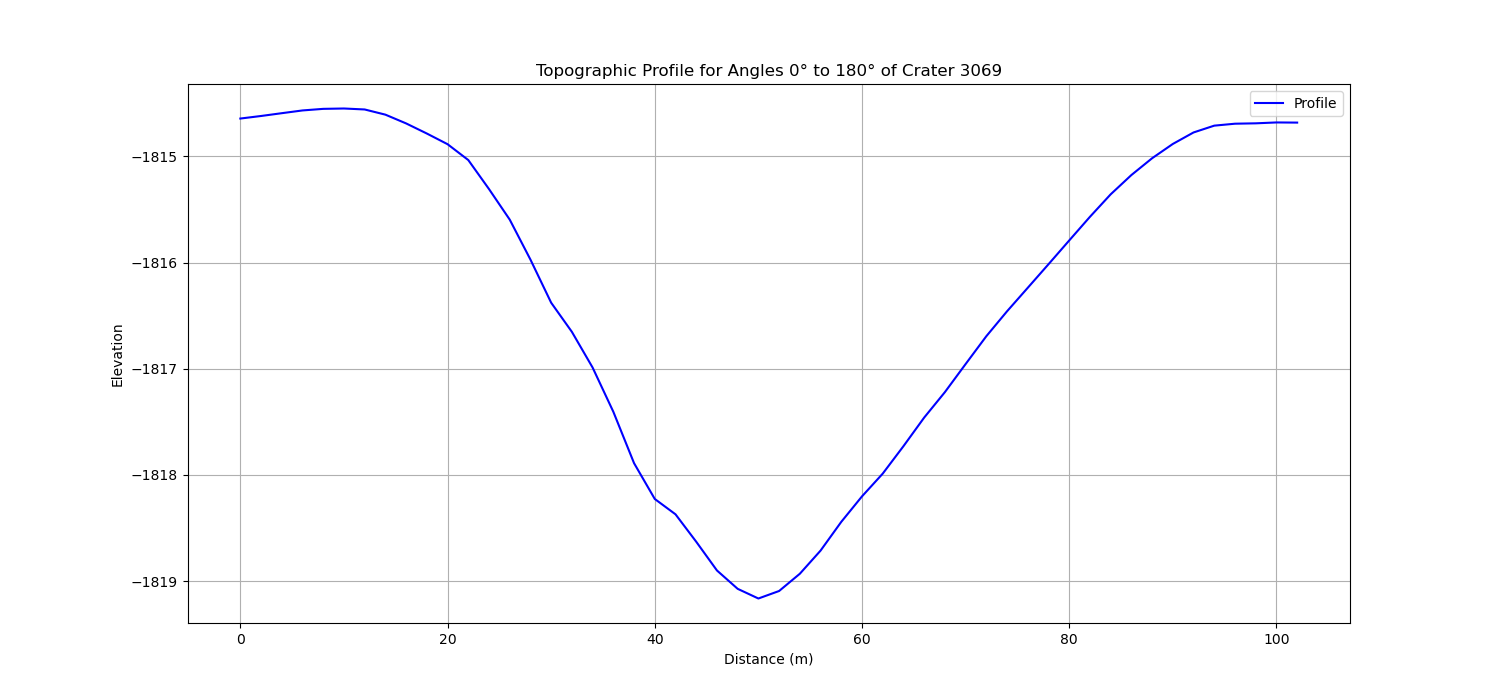 Topographic Profile for Angles 0° to 180° of Crater 3069
Profile
−1815
−1816
−1817
−1818
−1819
Elevation
0 20 40 60 80 100
Distance (m)